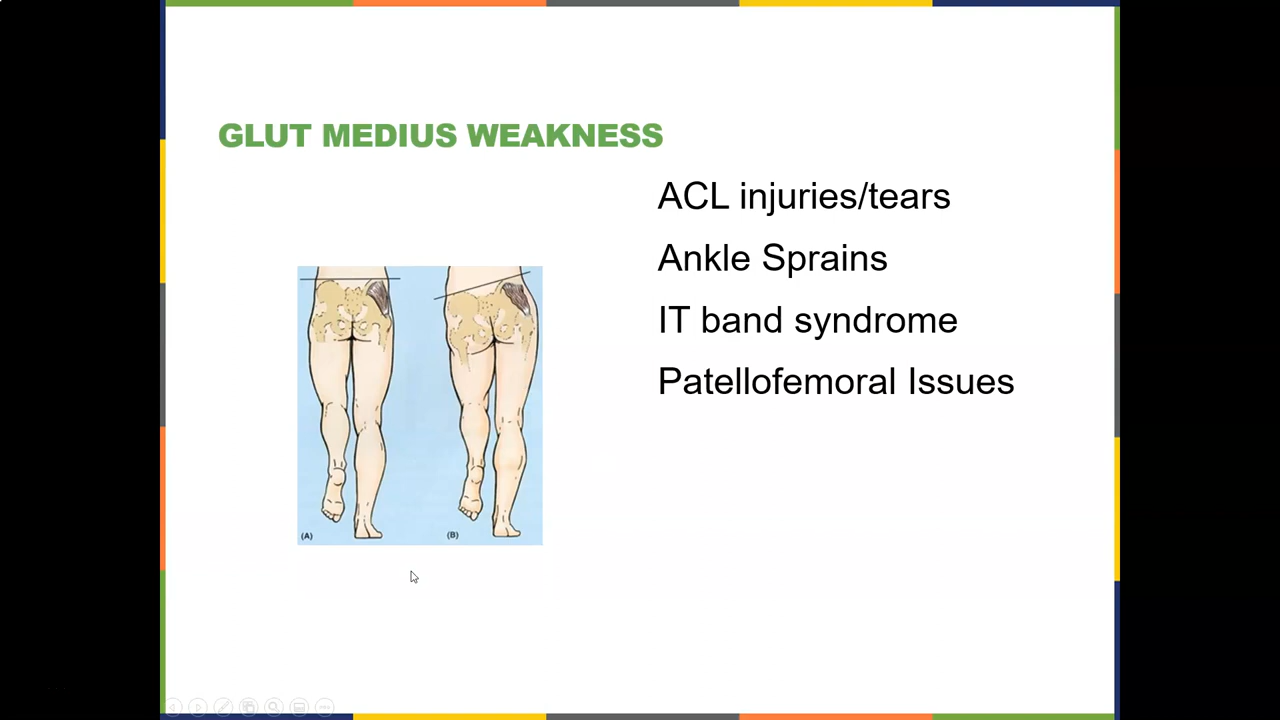 GLUT MEDIUS WEAKNESS
ACL injuries/tears
Ankle Sprains
IT band syndrome
Patellofemoral Issues
(A)
(B)